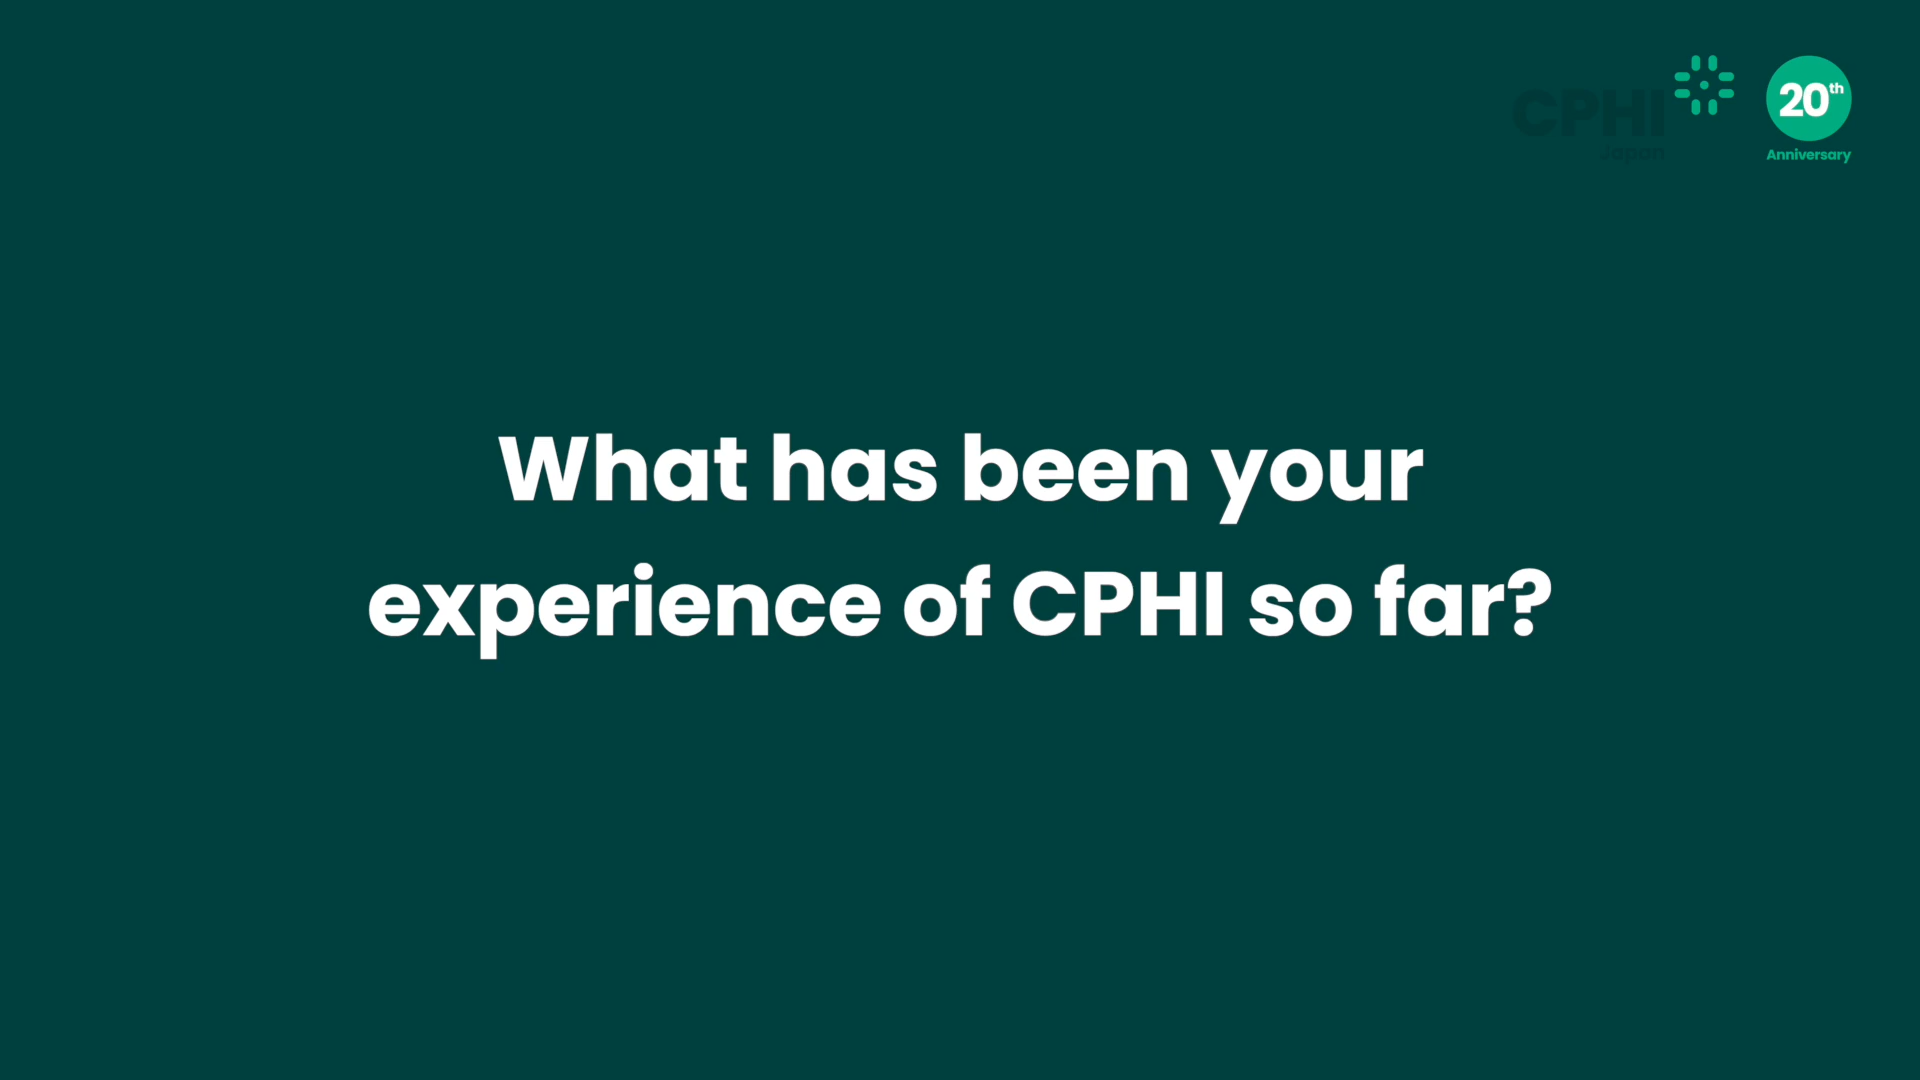 CPHI
Japan
20th
Anniversary
What has been your
experience of CPHI so far?